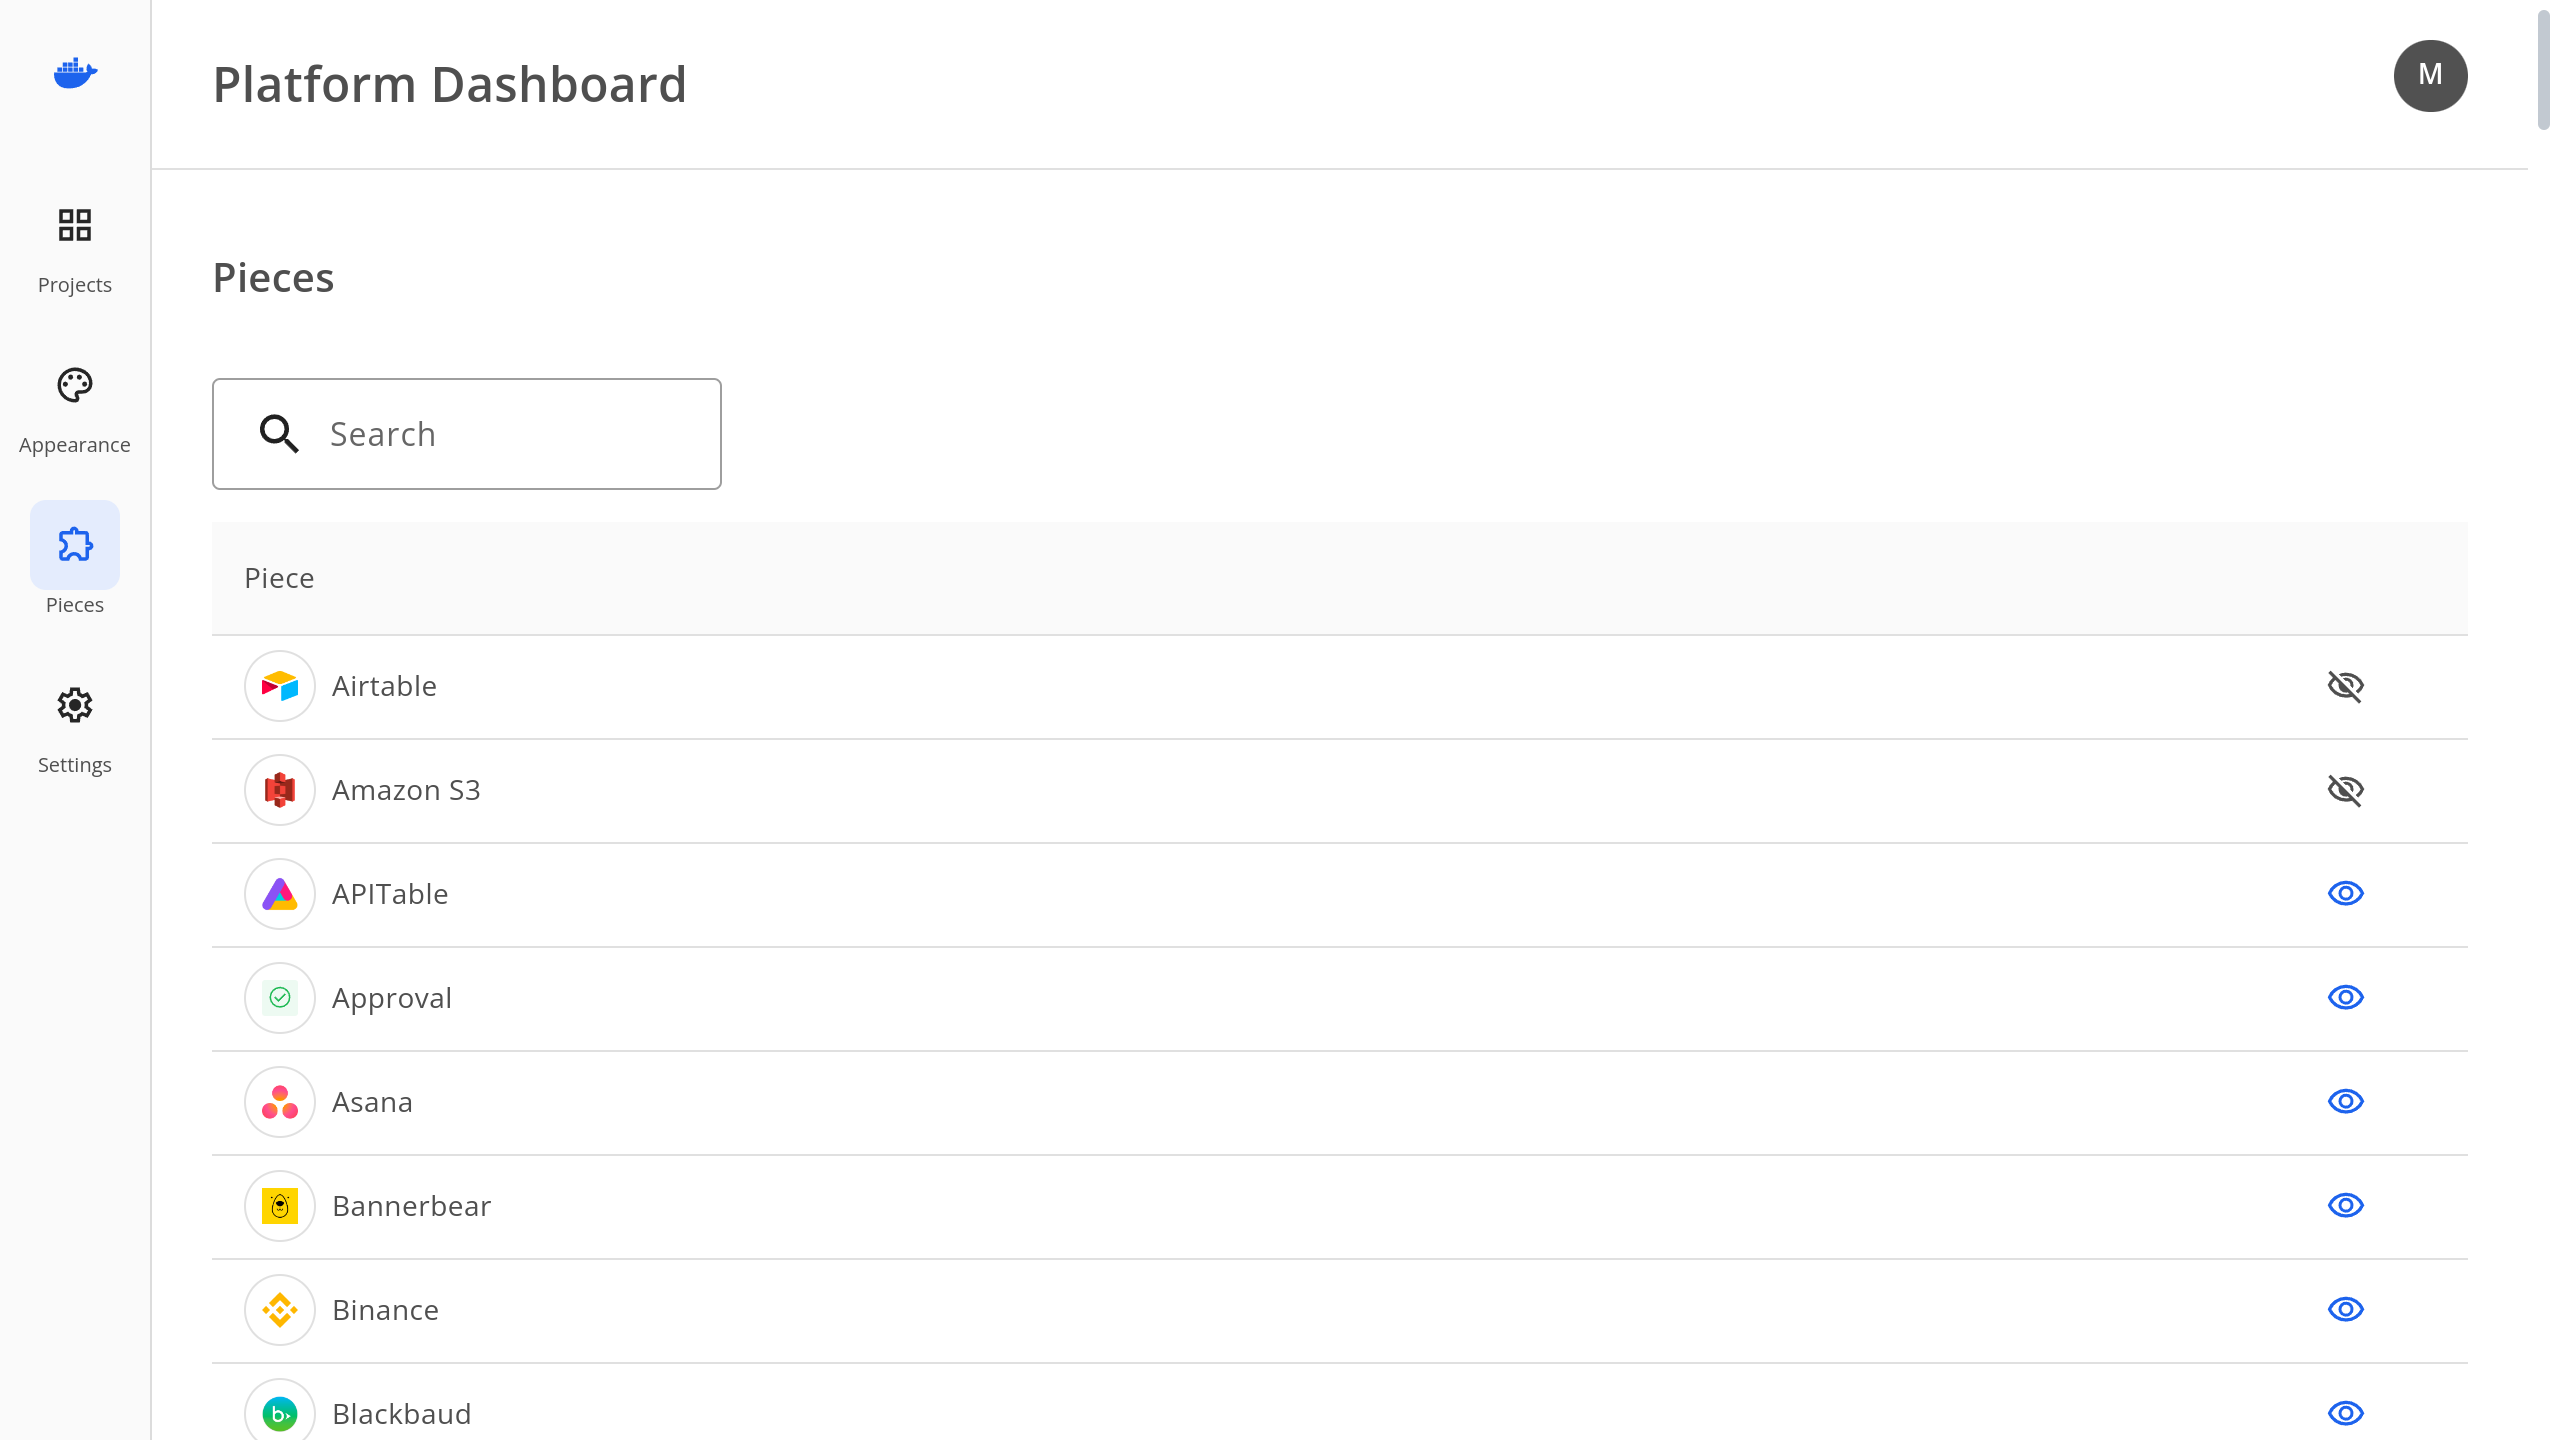 Platform Dashboard
M
Projects
Appearance
Pieces
Settings
Pieces
Search
Piece
Airtable
Amazon S3
APITable
Approval
Asana
Bannerbear
Binance
Blackbaud